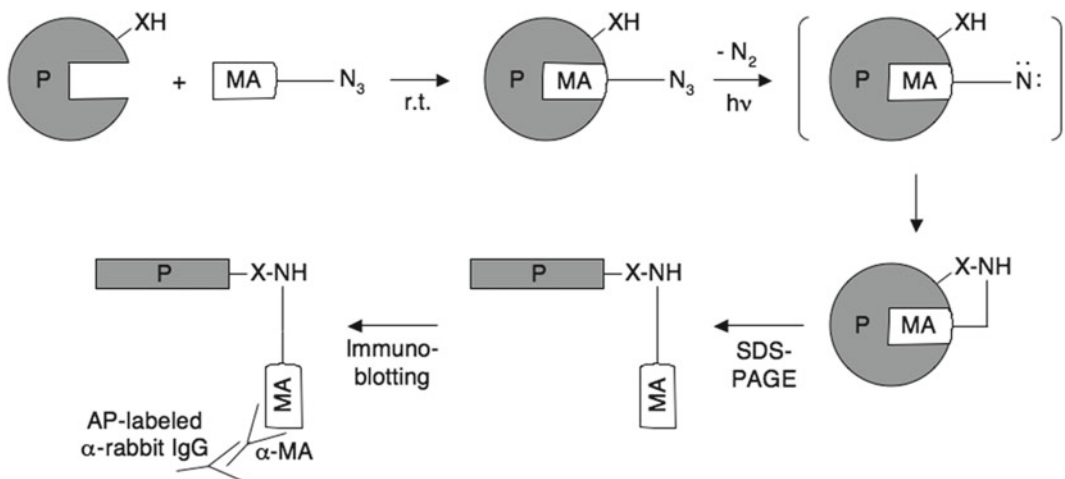 XH
P
+
MA
N3
r.t.
XH
P
MA
N3
- N2
hν
P
XH
MA
N:
X-NH
P
MA
SDS-
PAGE
P
X-NH
MA
Immuno-
blotting
P
X-NH
MA
AP-labeled
α-rabbit IgG
α-MA